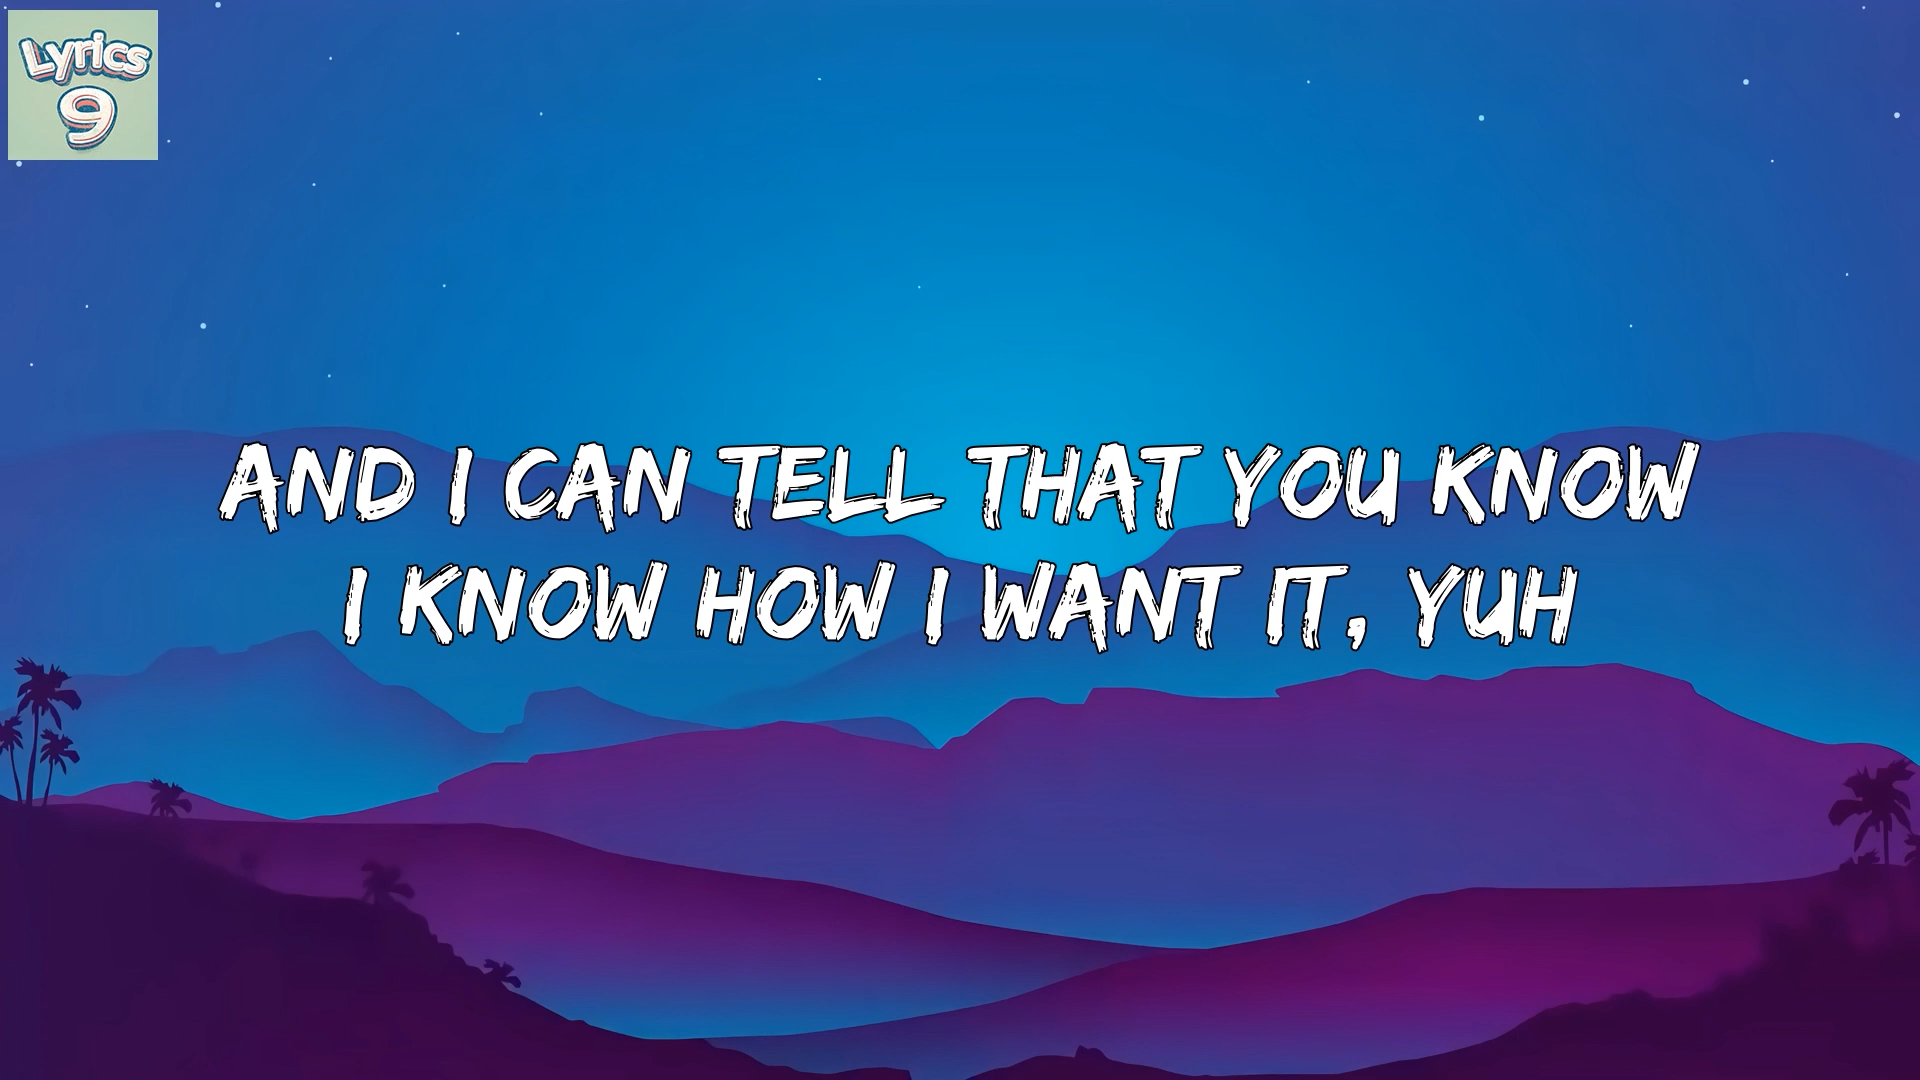 Lyrics
9
AND I CAN TELL THAT YOU KNOW
I KNOW HOW I WANT IT, YUH